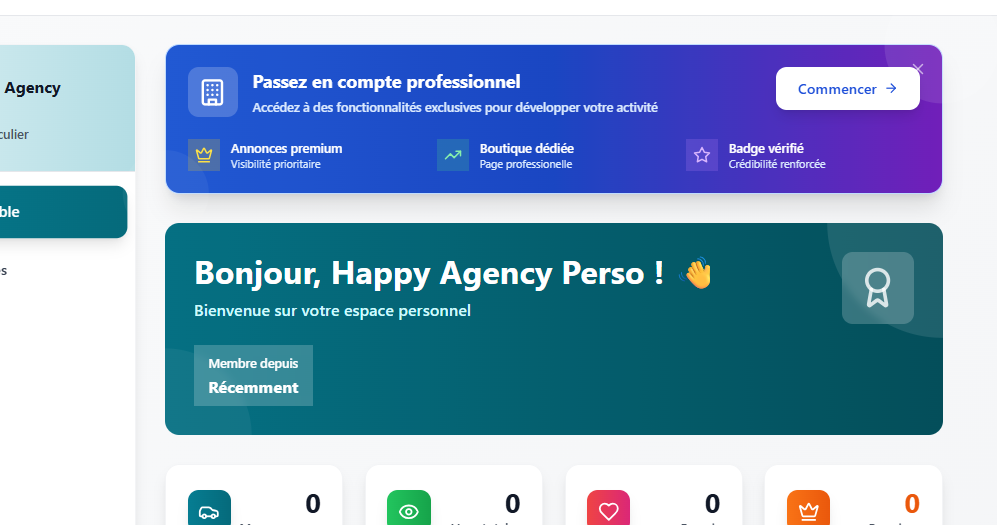 Agency
Passez en compte professionnel
Accédez à des fonctionnalités exclusives pour développer votre activité
Commencer
culier
Annonces premium
Visibilité prioritaire
Boutique dédiée
Page professionelle
Badge vérifié
Crédibilité renforcée
ble
Bonjour, Happy Agency Perso !
Bienvenue sur votre espace personnel
Membre depuis
Récemment
0
0
0
0